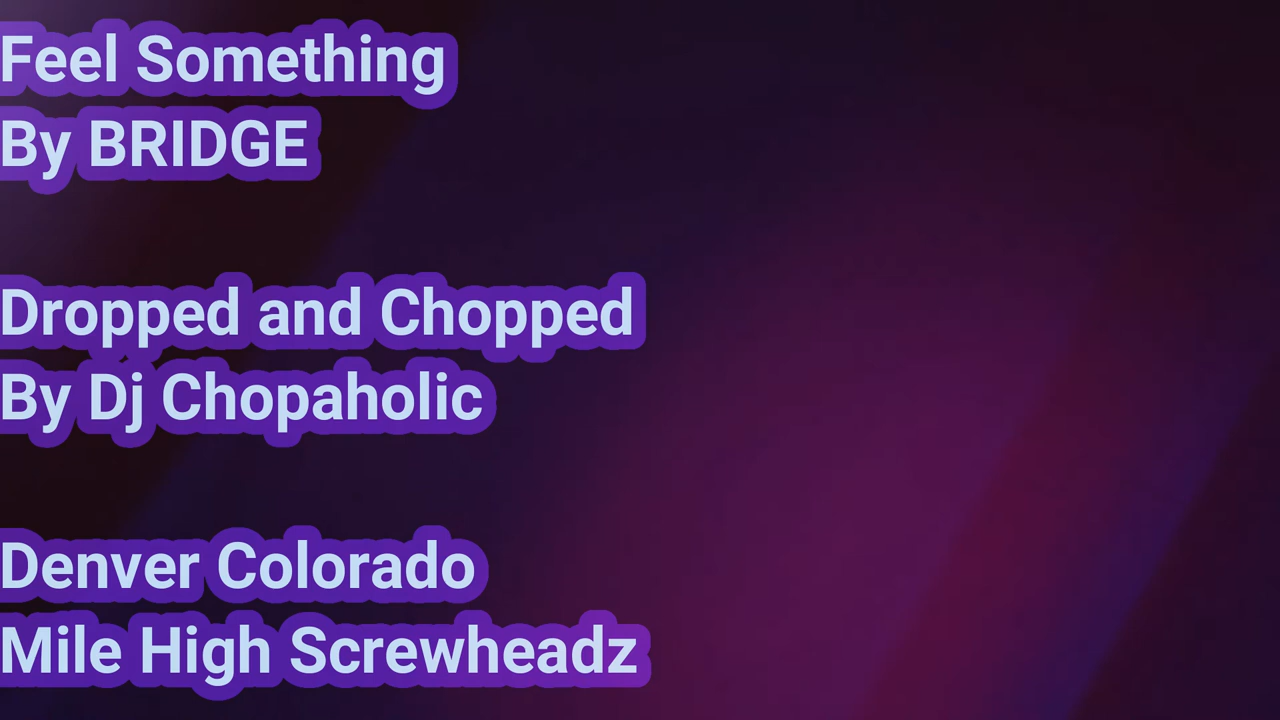 Feel Something
By BRIDGE
Dropped and Chopped
By Dj Chopaholic
Denver Colorado
Mile High Screwheadz